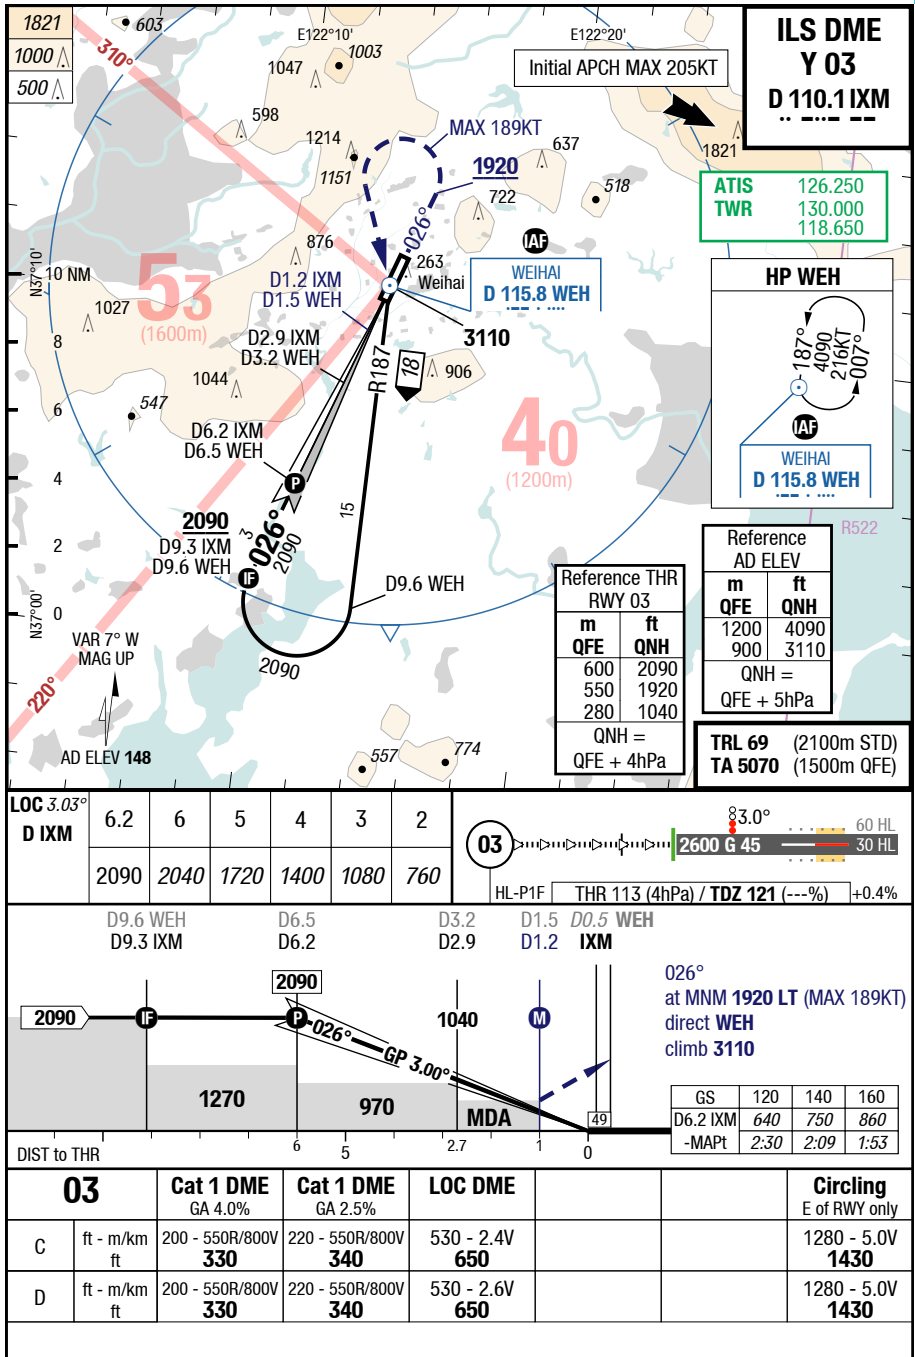 1821
1000
500
603
310°
E122°10'
E122°20'
1003
1047
Initial APCH MAX 205KT
ILS DME
Y 03
D 110.1 IXM
598
1214
1151
MAX 189KT
1920
637
1821
518
722
ATIS 126.250
TWR 130.000
118.650
876
026°
IAF
263
Weihai
N37°10'
10 NM
53
(1600m)
D1.2 IXM
D1.5 WEH
WEIHAI
D 115.8 WEH
HP WEH
187°
4090
216KT
007°
IAF
WEIHAI
D 115.8 WEH
1027
8
D2.9 IXM
D3.2 WEH
3110
R187
18
906
1044
6
547
D6.2 IXM
D6.5 WEH
40
(1200m)
4
P
2090
D9.3 IXM
D9.6 WEH
3
026°
2090
15
R522
2
IF
D9.6 WEH
N37°00'
0
VAR 7° W
MAG UP
2090
220°
AD ELEV 148
557
774
Reference THR
RWY 03
m ft
QFE QNH
600 2090
550 1920
280 1040
QNH =
QFE + 4hPa
Reference
AD ELEV
m ft
QFE QNH
1200 4090
900 3110
QNH =
QFE + 5hPa
TRL 69 (2100m STD)
TA 5070 (1500m QFE)
LOC 3.03°
D IXM
6.2 6 5 4 3 2
2090 2040 1720 1400 1080 760
03
3.0°
2600 G 45
60 HL
30 HL
HL-P1F
THR 113 (4hPa) / TDZ 121 (---%)
+0.4%
D9.6 WEH D6.5 D3.2 D1.5 D0.5 WEH
D9.3 IXM D6.2 D2.9 D1.2 IXM
2090
2090
IF
P
026°
GP 3.00°
1040
M
026°
at MNM 1920 LT (MAX 189KT)
direct WEH
climb 3110
1270
970
MDA
49
GS 120 140 160
D6.2 IXM 640 750 860
-MAPt 2:30 2:09 1:53
DIST to THR
6 5 2.7 1 0
03 Cat 1 DME Cat 1 DME LOC DME Circling
GA 4.0% GA 2.5% E of RWY only
C ft - m/km 200 - 550R/800V 220 - 550R/800V 530 - 2.4V 1280 - 5.0V
ft 330 340 650 1430
D ft - m/km 200 - 550R/800V 220 - 550R/800V 530 - 2.6V 1280 - 5.0V
ft 330 340 650 1430